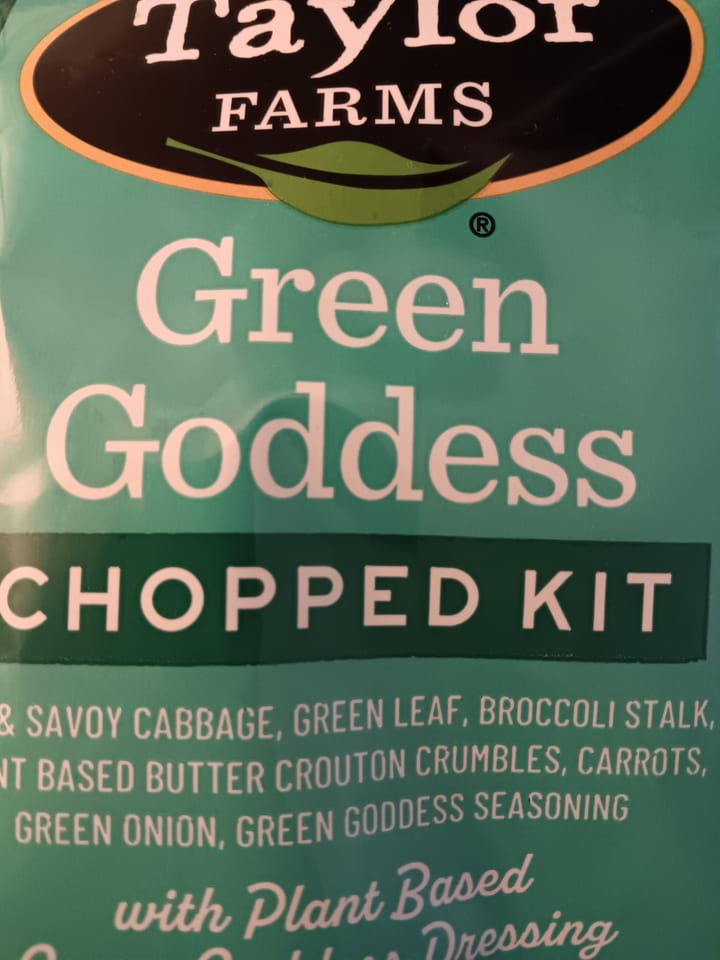 Taylor
FARMS
®
Green
Goddess
CHOPPED KIT
& SAVOY CABBAGE, GREEN LEAF, BROCCOLI STALK,
BASED BUTTER CROUTON CRUMBLES, CARROTS,
GREEN ONION, GREEN GODDESS SEASONING
with Plant Based
Goddess Dressing